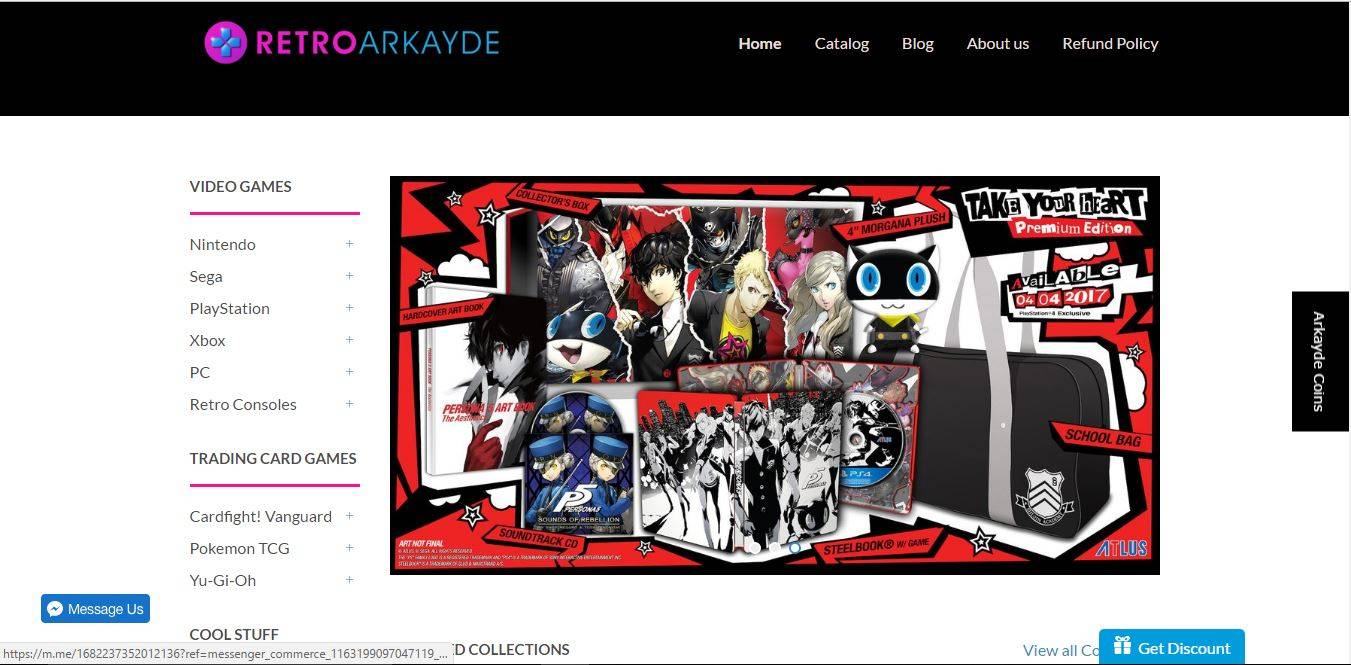 RETROARKAYDE
Home Catalog Blog About us Refund Policy
VIDEO GAMES
Nintendo +
Sega +
PlayStation +
Xbox +
PC +
Retro Consoles +
TRADING CARD GAMES
Cardfight! Vanguard +
Pokemon TCG +
Yu-Gi-Oh +
COOL STUFF
COLLECTOR'S BOX
4" MORGANA PLUSH
TAKE YOUR HEART
Premium Edition
AVAILABLE
04 04 2017
PlayStation 4 Exclusive
HARDCOVER ART BOOK
PERSONA 5 ART BOOK
The Aesthetics
P5
PERSONA5
SOUNDS OF REBELLION
SOUNDTRACK CD
PS4
ATLUS
STEELBOOK® W/ GAME
SCHOOL BAG
ART NOT FINAL
ATLUS
Arkayde Coins
Message Us
https://m.me/1682237352012136?ref=messenger_commerce_1163199097047119_...
D COLLECTIONS
View all Co
Get Discount